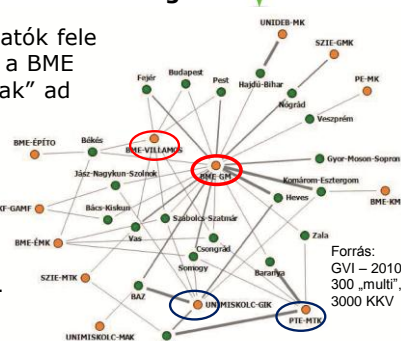 atók fele
a BME
ak” ad
UNIDEB-MK
SZIE-GMK
Fejér
Budapest
Pest
Hajdú-Bihar
PE-MK
Nógrád
Veszprém
BME-ÉPÍTO
Békés
BME-VILLAMOS
Jász-Nagykun-Szolnok
BME-GM
Gyor-Moson-Sopron
Komárom-Esztergom
KF-GAMF
Bács-Kiskun
Heves
BME-KM
Szabolcs-Szatmár
BME-ÉMK
Vas
Csongrád
Zala
Somogy
Baranya
SZIE-MTK
BAZ
UNIMISKOLC-GIK
PTE-MTK
UNIMISKOLC-MAK
Forrás:
GVI – 2010
300 „multi”,
3000 KKV